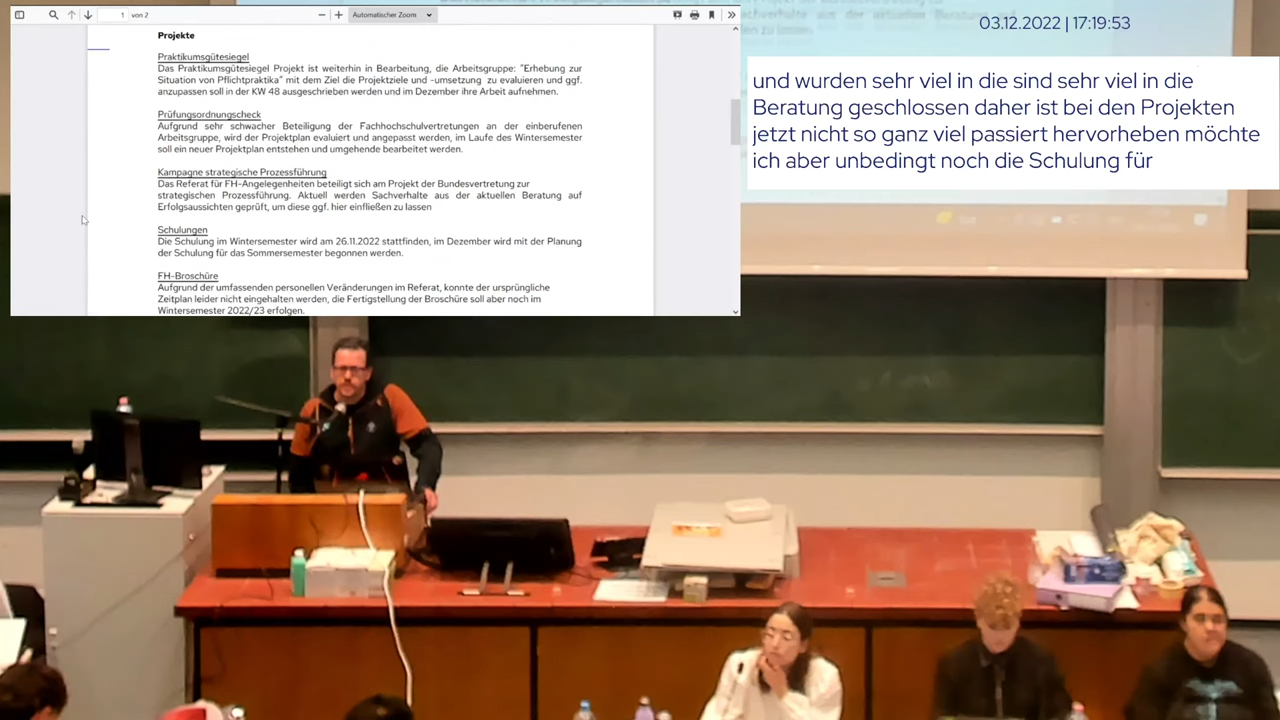 1 von 2
Automatischer Zoom
Projekte
Praktikumsgütesiegel
Das Praktikumsgütesiegel Projekt ist weiterhin in Bearbeitung, die Arbeitsgruppe: "Erhebung zur
Situation von Pflichtpraktika" mit dem Ziel die Projektziele und -umsetzung zu evaluieren und ggf.
anzupassen soll in der KW 48 ausgeschrieben werden und im Dezember ihre Arbeit aufnehmen.
Prüfungsordnungscheck
Aufgrund sehr schwacher Beteiligung der Fachhochschulvertretungen an der einberufenen
Arbeitsgruppe, wird der Projektplan evaluiert und angepasst werden, im Laufe des Wintersemester
soll ein neuer Projektplan entstehen und umgehende bearbeitet werden.
Kampagne strategische Prozessführung
Das Referat für FH-Angelegenheiten beteiligt sich am Projekt der Bundesvertretung zur
strategischen Prozessführung. Aktuell werden Sachverhalte aus der aktuellen Beratung auf
Erfolgsaussichten geprüft, um diese ggf. hier einfließen zu lassen
Schulungen
Die Schulung im Wintersemester wird am 26.11.2022 stattfinden, im Dezember wird mit der Planung
der Schulung für das Sommersemester begonnen werden.
FH-Broschüre
Aufgrund der umfassenden personellen Veränderungen im Referat, konnte der ursprüngliche
Zeitplan leider nicht eingehalten werden, die Fertigstellung der Broschüre soll aber noch im
Wintersemester 2022/23 erfolgen.
03.12.2022 | 17:19:53
und wurden sehr viel in die sind sehr viel in die
Beratung geschlossen daher ist bei den Projekten
jetzt nicht so ganz viel passiert hervorheben möchte
ich aber unbedingt noch die Schulung für